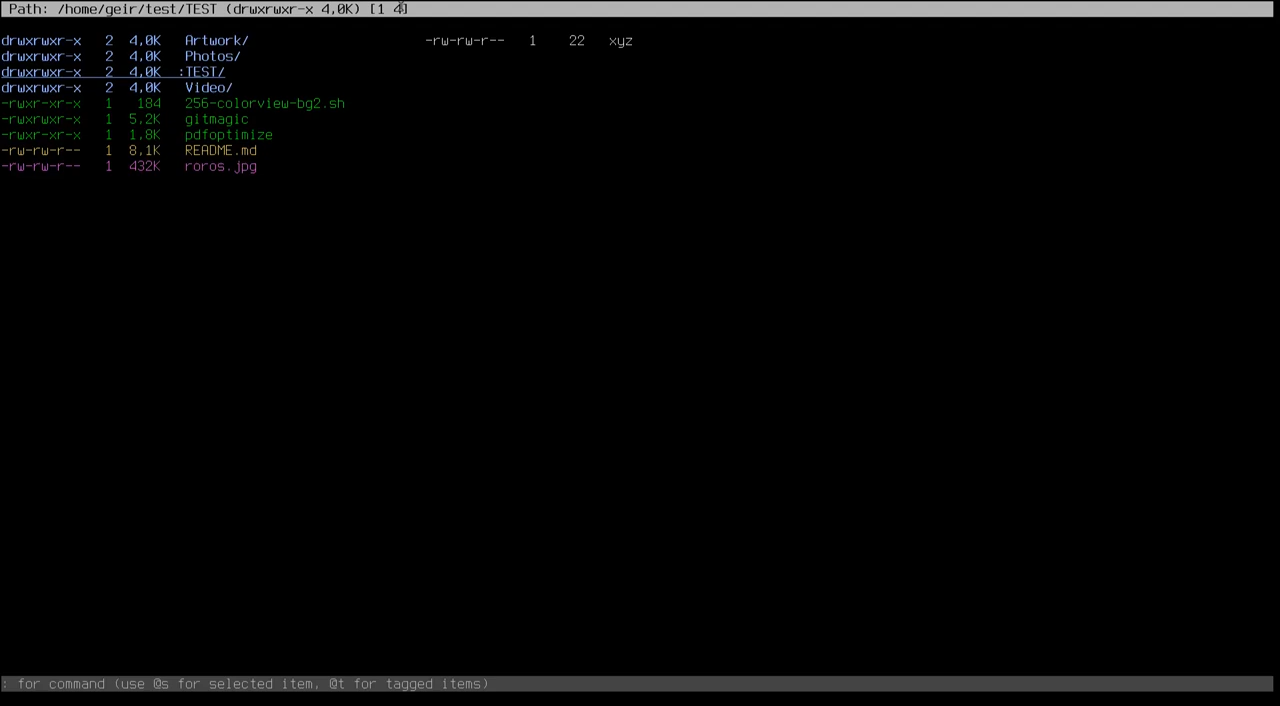 Path: /home/geir/test/TEST (drwxrwxr-x 4,0K) [1 4]
drwxrwxr-x 2 4,0K Artwork/ -rw-rw-r-- 1 22 xyz
drwxrwxr-x 2 4,0K Photos/
drwxrwxr-x 2 4,0K :TEST/
drwxrwxr-x 2 4,0K Video/
-rwxr-xr-x 1 184 256-colorview-bg2.sh
-rwxrwxr-x 1 5.2K gitmagic
-rwxr-xr-x 1 1.8K pdfoptimize
-rw-rw-r-- 1 8,1K README.md
-rw-rw-r-- 1 432K roros.jpg
: for command (use @s for selected item, @t for tagged items)